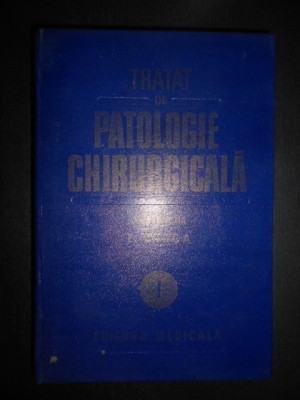 TRATAT
DE
PATOLOGIE
CHIRURGICALĂ
I
EDITURA MEDICALĂ